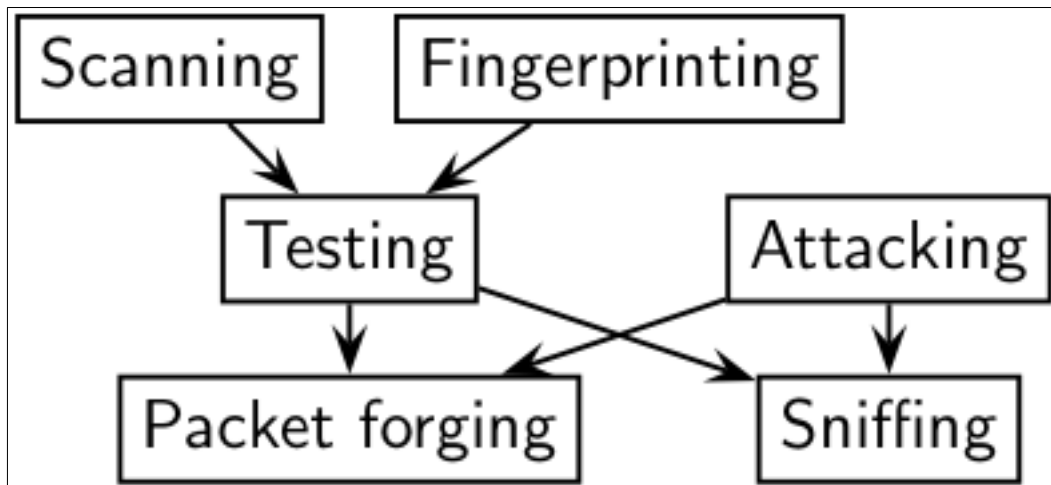 Scanning
Fingerprinting
Testing
Attacking
Packet forging
Sniffing